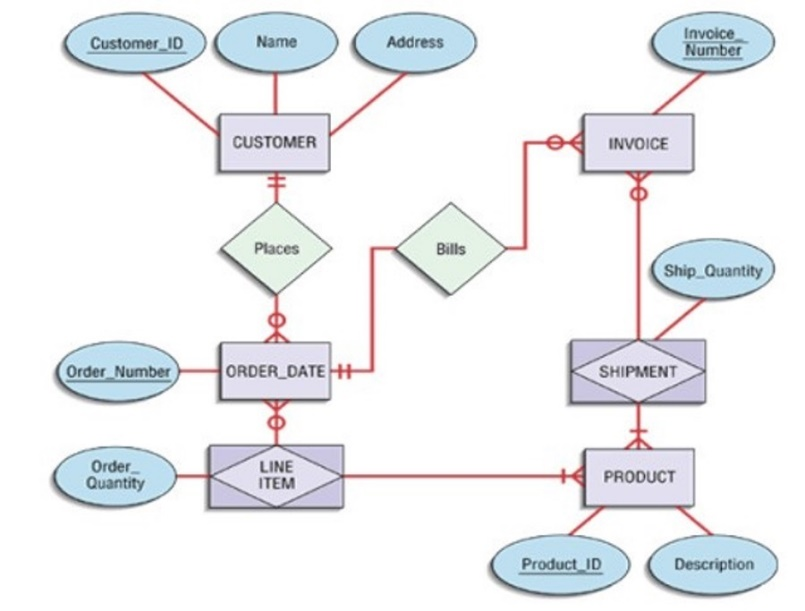 Customer_ID
Name
Address
Invoice_
Number
CUSTOMER
INVOICE
Places
Bills
Ship_Quantity
Order_Number
ORDER_DATE
SHIPMENT
Order_
Quantity
LINE
ITEM
PRODUCT
Product_ID
Description